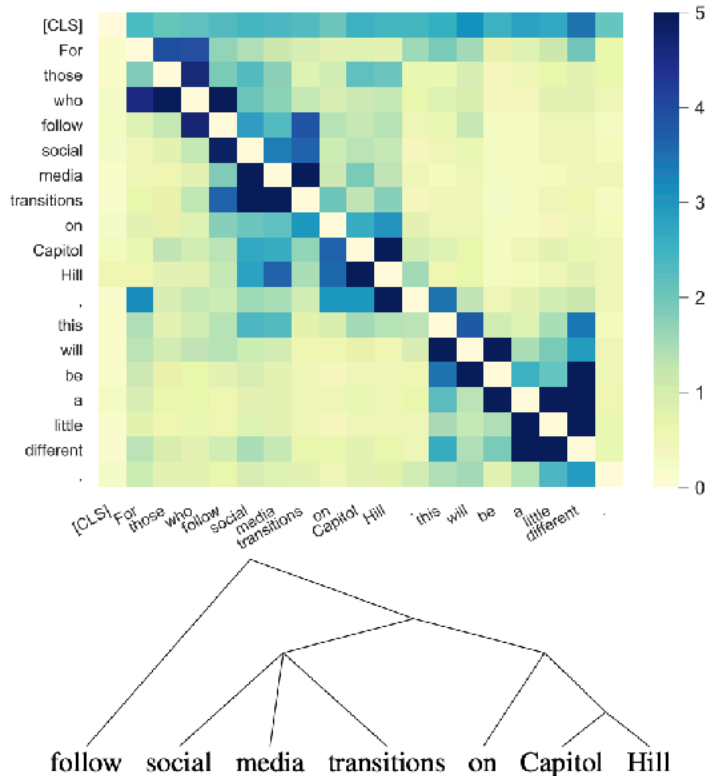 [CLS]
For
those
who
follow
social
media
transitions
on
Capitol
Hill
,
this
will
be
a
little
different
.
5
4
3
2
1
0
[CLS] For those who follow social media transitions on Capitol Hill , this will be a little different .
follow social media transitions on Capitol Hill